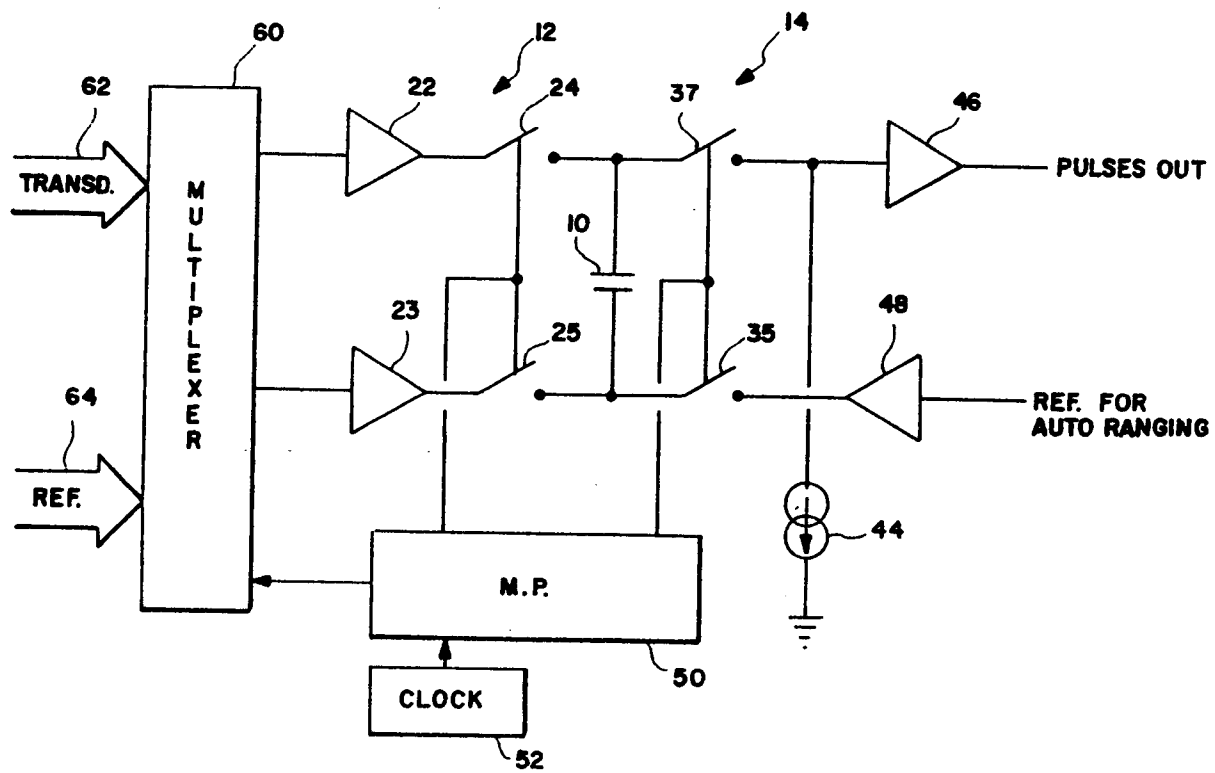 60
12
14
62
22
24
37
46
TRANSD.
MULTIPLEXER
PULSES OUT
10
23
25
35
48
64
REF. FOR
AUTO RANGING
REF.
44
M.P.
50
CLOCK
52